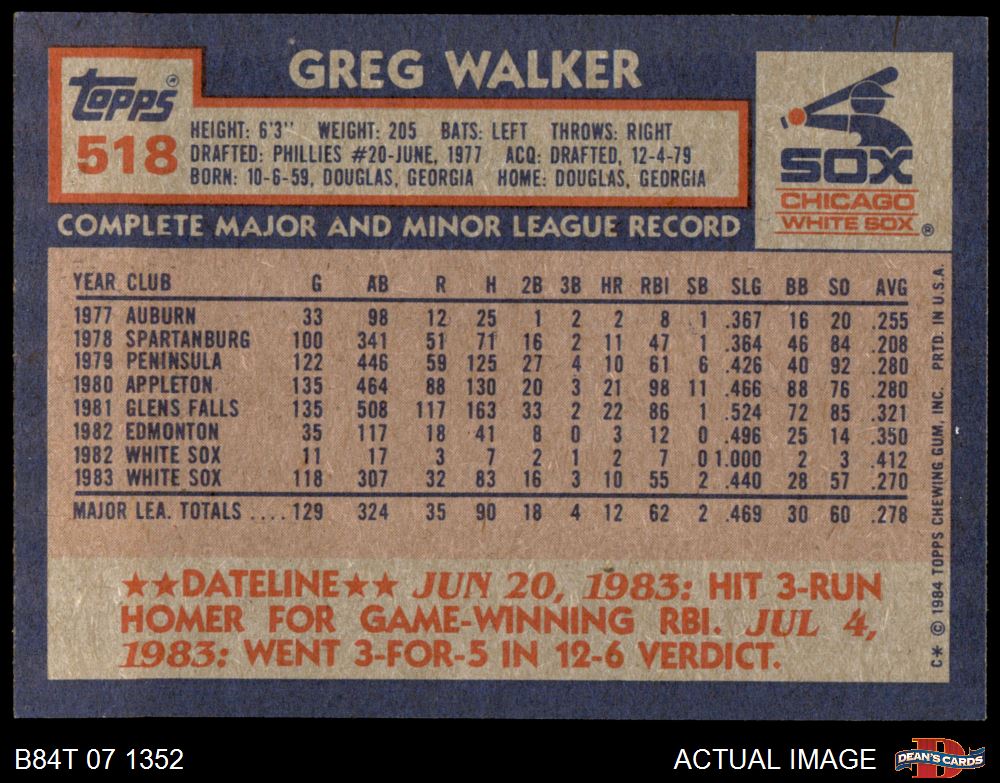 GREG WALKER
topps®
518
HEIGHT: 6'3" WEIGHT: 205 BATS: LEFT THROWS: RIGHT
DRAFTED: PHILLIES #20-JUNE, 1977 ACQ: DRAFTED, 12-4-79
BORN: 10-6-59, DOUGLAS, GEORGIA HOME: DOUGLAS, GEORGIA
SOX
CHICAGO
WHITE SOX®
COMPLETE MAJOR AND MINOR LEAGUE RECORD
YEAR CLUB G AB R H 2B 3B HR RBI SB SLG BB SO AVG
1977 AUBURN 33 98 12 25 1 2 2 8 1 .367 16 20 .255
1978 SPARTANBURG 100 341 51 71 16 2 11 47 1 .364 46 84 .208
1979 PENINSULA 122 446 59 125 27 4 10 61 6 .426 40 92 .280
1980 APPLETON 135 464 88 130 20 3 21 98 11 .466 88 76 .280
1981 GLENS FALLS 135 508 117 163 33 2 22 86 1 .524 72 85 .321
1982 EDMONTON 35 117 18 41 8 0 3 12 0 .496 25 14 .350
1982 WHITE SOX 11 17 3 7 2 1 2 7 0 1.000 2 3 .412
1983 WHITE SOX 118 307 32 83 16 3 10 55 2 .440 28 57 .270
MAJOR LEA. TOTALS .... 129 324 35 90 18 4 12 62 2 .469 30 60 .278
★★DATELINE★★ JUN 20, 1983: HIT 3-RUN
HOMER FOR GAME-WINNING RBI. JUL 4,
1983: WENT 3-FOR-5 IN 12-6 VERDICT.
C* © 1984 TOPPS CHEWING GUM, INC. PRTD. IN U.S.A.
B84T 07 1352
ACTUAL IMAGE
D
DEAN'S CARDS